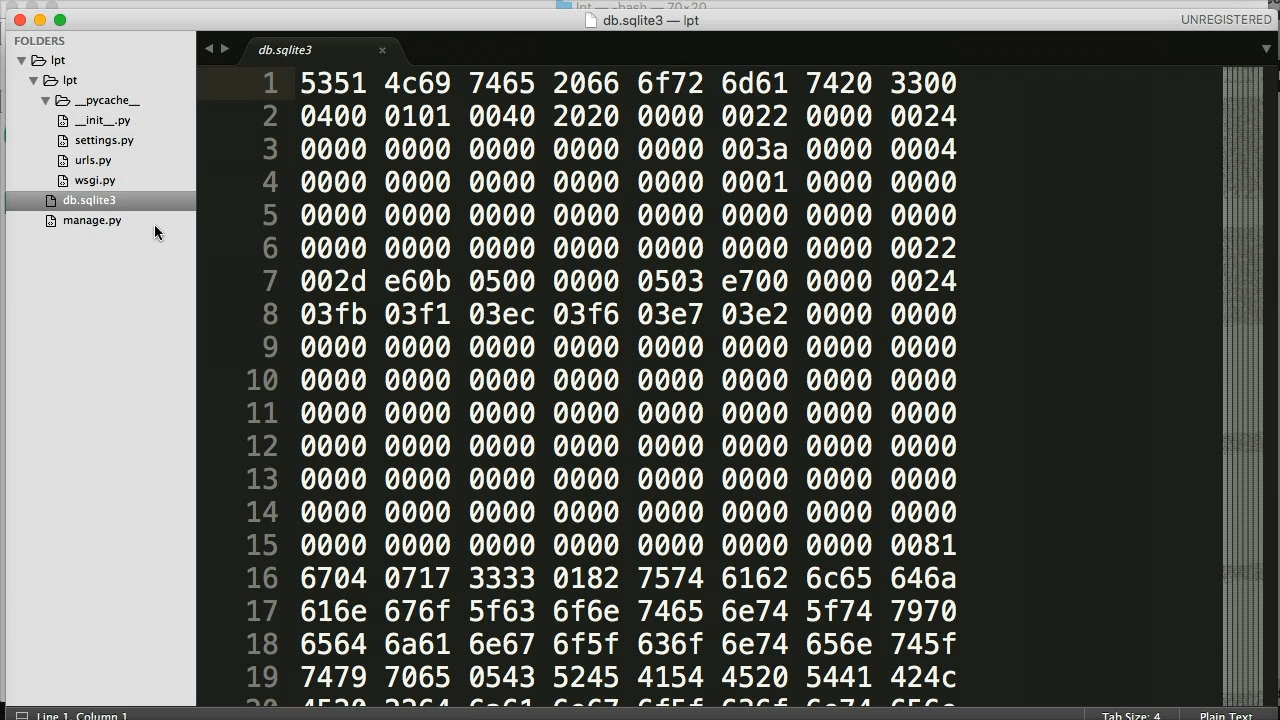 lpt — -bash — 70×20
db.sqlite3 — lpt
UNREGISTERED
FOLDERS
lpt
lpt
__pycache__
__init__.py
settings.py
urls.py
wsgi.py
db.sqlite3
manage.py
db.sqlite3 ×
1 5351 4c69 7465 2066 6f72 6d61 7420 3300
2 0400 0101 0040 2020 0000 0022 0000 0024
3 0000 0000 0000 0000 0000 003a 0000 0004
4 0000 0000 0000 0000 0000 0001 0000 0000
5 0000 0000 0000 0000 0000 0000 0000 0000
6 0000 0000 0000 0000 0000 0000 0000 0022
7 002d e60b 0500 0000 0503 e700 0000 0024
8 03fb 03f1 03ec 03f6 03e7 03e2 0000 0000
9 0000 0000 0000 0000 0000 0000 0000 0000
10 0000 0000 0000 0000 0000 0000 0000 0000
11 0000 0000 0000 0000 0000 0000 0000 0000
12 0000 0000 0000 0000 0000 0000 0000 0000
13 0000 0000 0000 0000 0000 0000 0000 0000
14 0000 0000 0000 0000 0000 0000 0000 0000
15 0000 0000 0000 0000 0000 0000 0000 0081
16 6704 0717 3333 0182 7574 6162 6c65 646a
17 616e 676f 5f63 6f6e 7465 6e74 5f74 7970
18 6564 6a61 6e67 6f5f 636f 6e74 656e 745f
19 7479 7065 0543 5245 4154 4520 5441 424c
Line 1, Column 1
Tab Size: 4
Plain Text